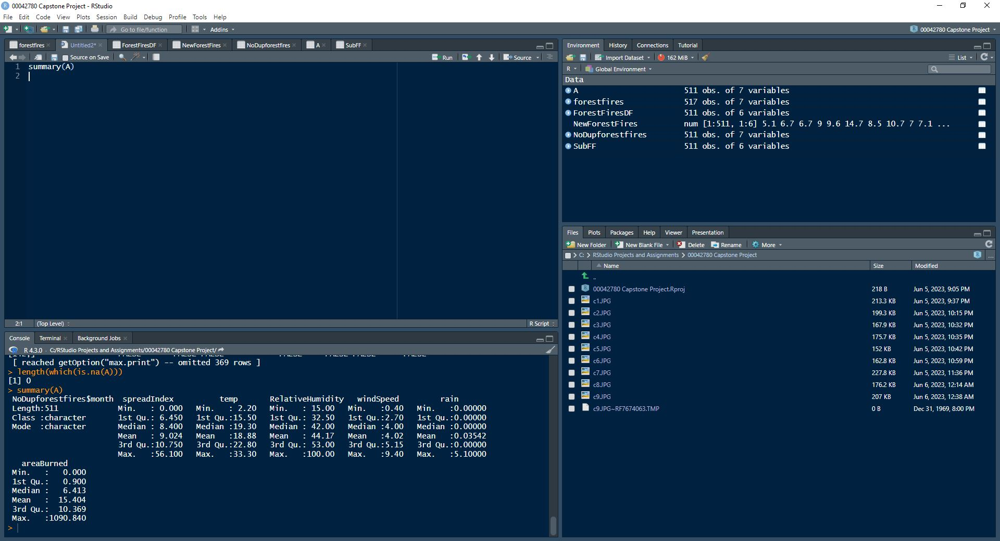 00042780 Capstone Project - RStudio
File Edit Code View Plots Session Build Debug Profile Tools Help
Go to file/function Addins 00042780 Capstone Project
forestfires Untitled2* ForestFiresDF NewForestFires NoDupforestfires A SubFF
Source on Save Run Source
1 summary(A)
2
2:1 (Top Level) R Script
Console Terminal Background Jobs
R 4.3.0 · C:/RStudio Projects and Assignments/00042780 Capstone Project/
[ reached getOption("max.print") -- omitted 369 rows ]
> length(which(is.na(A)))
[1] 0
> summary(A)
NoDupforestfires$month spreadIndex temp RelativeHumidity windSpeed rain
Length:511 Min. : 0.000 Min. : 2.20 Min. : 15.00 Min. :0.40 Min. :0.00000
Class :character 1st Qu.: 6.450 1st Qu.:15.50 1st Qu.: 32.50 1st Qu.:2.70 1st Qu.:0.00000
Mode :character Median : 8.400 Median :19.30 Median : 42.00 Median :4.00 Median :0.00000
Mean : 9.024 Mean :18.88 Mean : 44.17 Mean :4.02 Mean :0.03542
3rd Qu.:10.750 3rd Qu.:22.80 3rd Qu.: 53.00 3rd Qu.:5.15 3rd Qu.:0.00000
Max. :56.100 Max. :33.30 Max. :100.00 Max. :9.40 Max. :5.10000
areaBurned
Min. : 0.000
1st Qu.: 0.900
Median : 6.413
Mean : 15.404
3rd Qu.: 10.369
Max. :1090.840
>
Environment History Connections Tutorial
Import Dataset 162 MiB List
R Global Environment
Data
A 511 obs. of 7 variables
forestfires 517 obs. of 7 variables
ForestFiresDF 511 obs. of 6 variables
NewForestFires num [1:511, 1:6] 5.1 6.7 6.7 9 9.6 14.7 8.5 10.7 7 7.1 ...
NoDupforestfires 511 obs. of 7 variables
SubFF 511 obs. of 6 variables
Files Plots Packages Help Viewer Presentation
New Folder New Blank File Delete Rename More
C: > RStudio Projects and Assignments > 00042780 Capstone Project ...
Name Size Modified
..
00042780 Capstone Project.Rproj 218 B Jun 5, 2023, 9:05 PM
c1.JPG 213.3 KB Jun 5, 2023, 9:37 PM
c2.JPG 199.3 KB Jun 5, 2023, 10:15 PM
c3.JPG 167.9 KB Jun 5, 2023, 10:32 PM
c4.JPG 175.7 KB Jun 5, 2023, 10:35 PM
c5.JPG 152 KB Jun 5, 2023, 10:42 PM
c6.JPG 162.8 KB Jun 5, 2023, 10:59 PM
c7.JPG 227.8 KB Jun 5, 2023, 11:36 PM
c8.JPG 176.2 KB Jun 6, 2023, 12:14 AM
c9.JPG 207 KB Jun 6, 2023, 12:38 AM
c9.JPG~RF7674063.TMP 0 B Dec 31, 1969, 8:00 PM